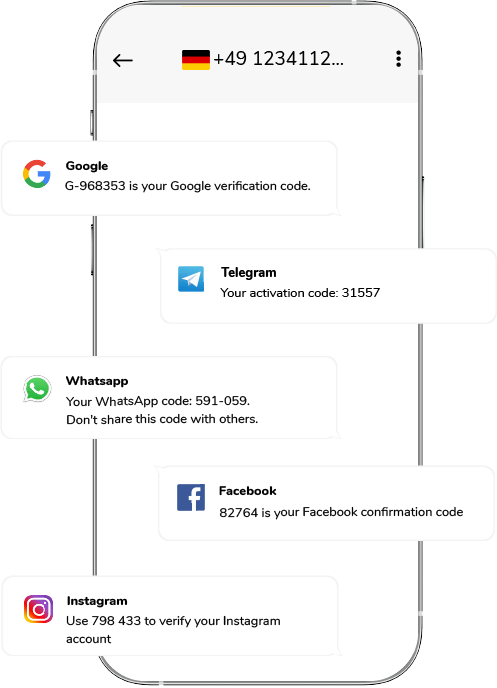 +49 1234112...
Google
G-968353 is your Google verification code.
Telegram
Your activation code: 31557
Whatsapp
Your WhatsApp code: 591-059.
Don't share this code with others.
Facebook
82764 is your Facebook confirmation code
Instagram
Use 798 433 to verify your Instagram
account